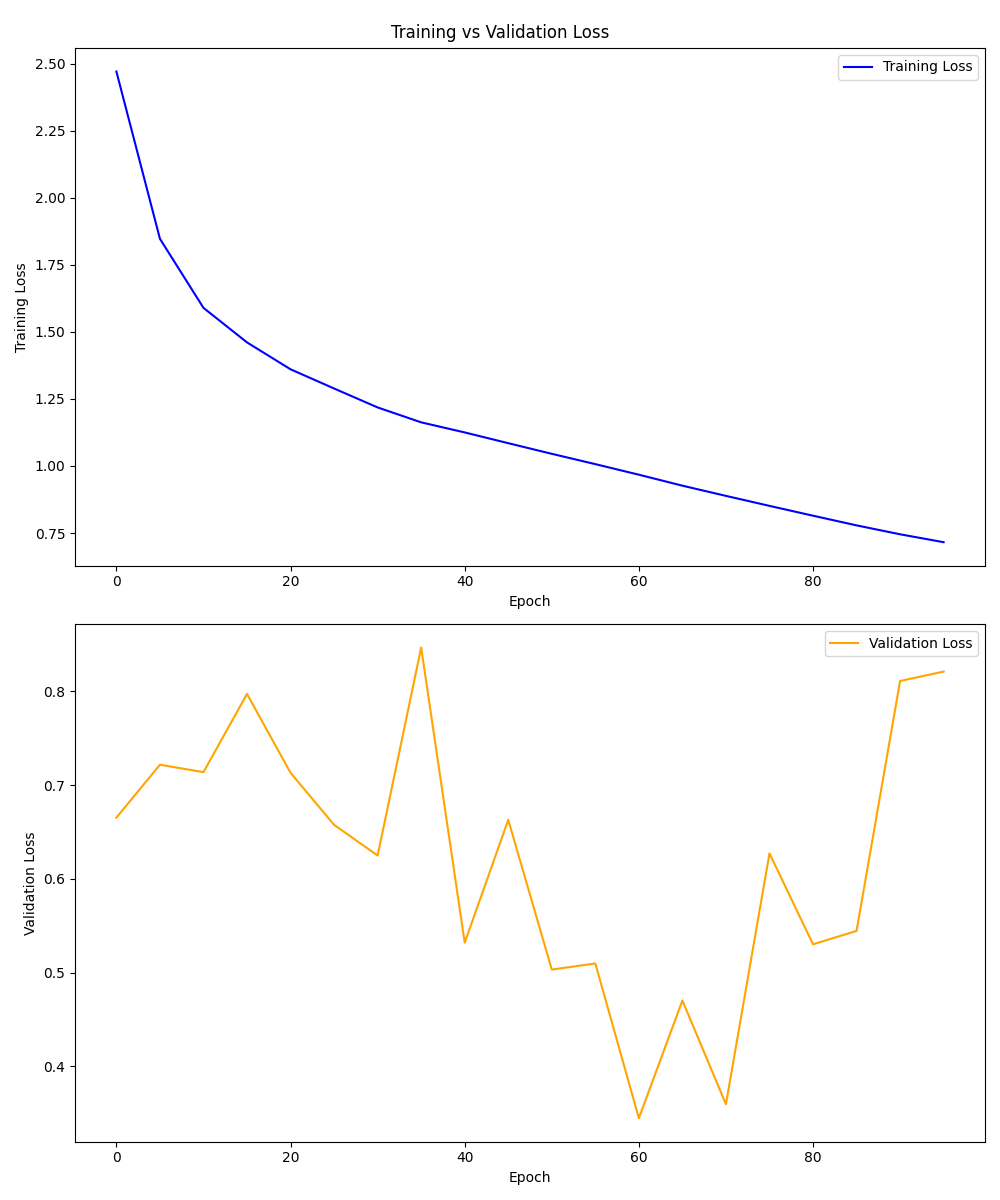 Training vs Validation Loss
Training Loss
2.50
2.25
2.00
1.75
1.50
1.25
1.00
0.75
Training Loss
0 20 40 60 80
Epoch
Validation Loss
0.8
0.7
0.6
0.5
0.4
Validation Loss
0 20 40 60 80
Epoch